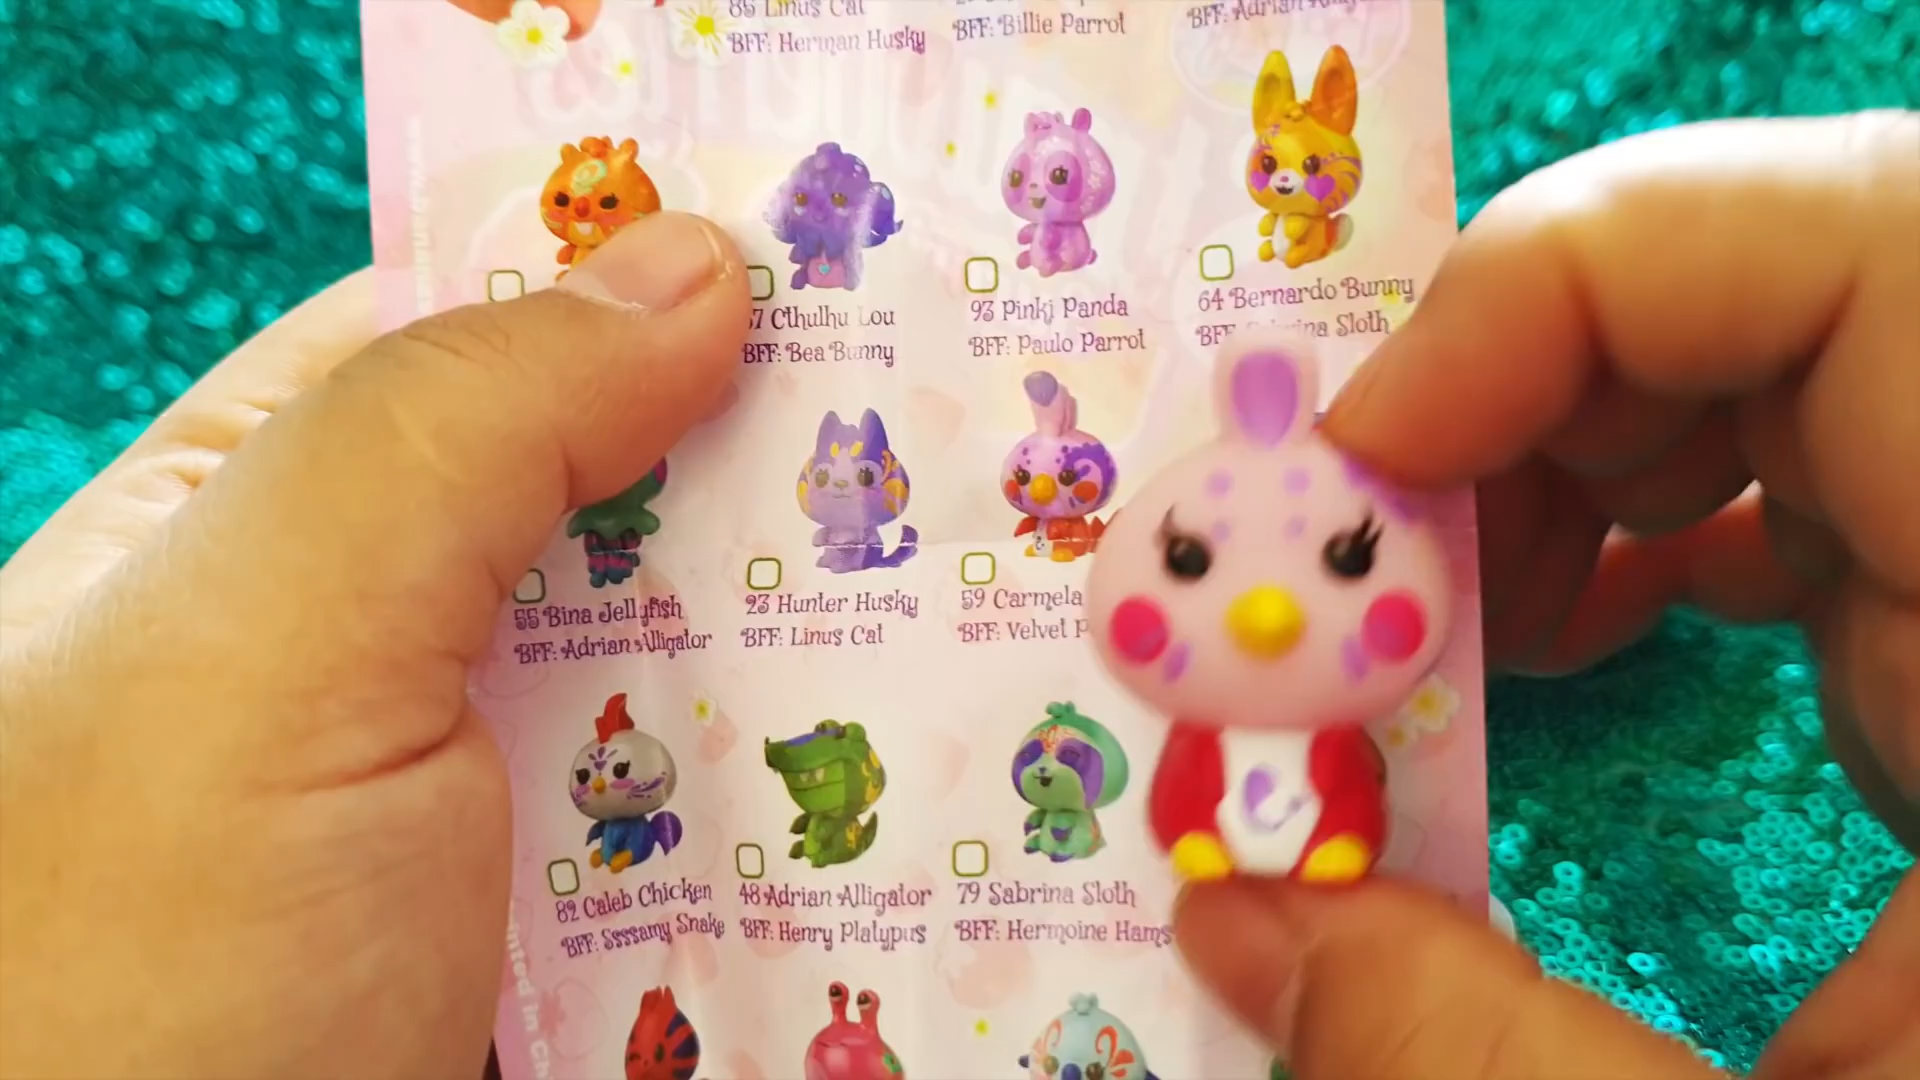 85 Linus Cat
BFF: Herman Husky
BFF: Billie Parrot
BFF: Adrian
Cthulhu Lou
BFF: Bea Bunny
93 Pinkj Panda
BFF: Paulo Parrot
64 Bernardo Bunny
BFF: Sloth
55 Bina Jellyfish
BFF: Adrian Alligator
23 Hunter Husky
BFF: Linus Cat
59 Carmela
BFF: Velvet P
82 Caleb Chicken
BFF: Ssssamy Snake
48 Adrian Alligator
BFF: Henry Platypus
79 Sabrina Sloth
BFF: Hermoine Hams